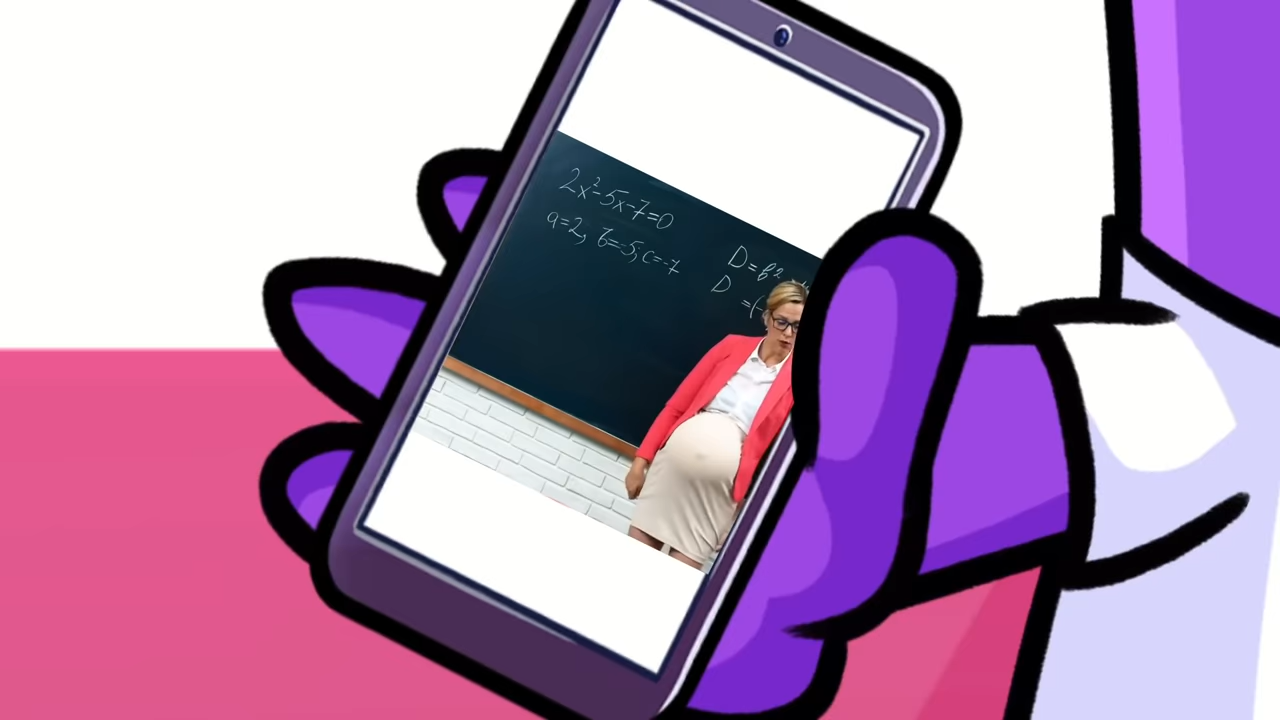 2x²-5x-7=0
a=2, b=-5; c=-7
D=b²
D =(-